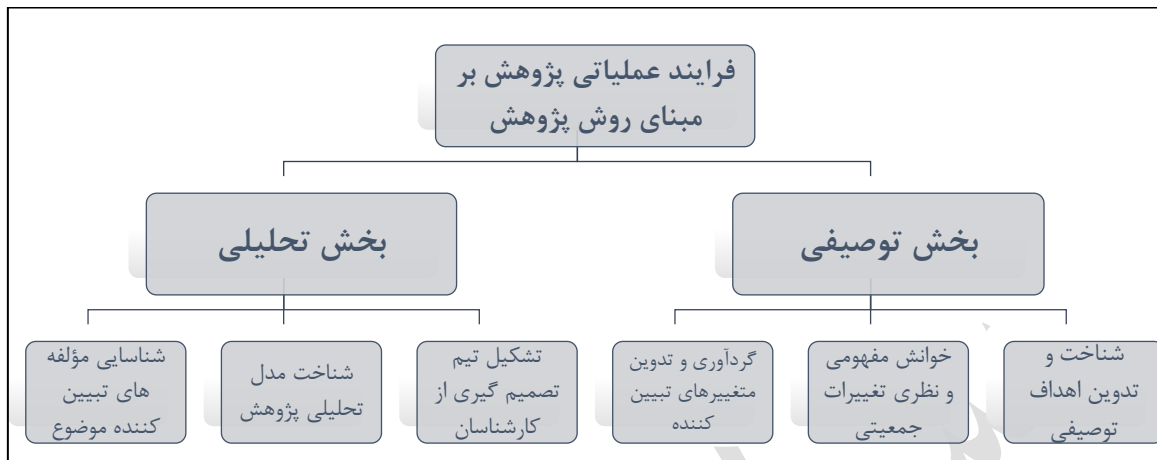 فرایند عملیاتی پژوهش بر
مبنای روش پژوهش
بخش توصیفی
بخش تحلیلی
شناخت و
تدوین اهداف
توصیفی
خوانش مفهومی
و نظری تغییرات
جمعیتی
گردآوری و تدوین
متغییرهای تبیین
کننده
تشکیل تیم
تصمیم گیری از
کارشناسان
شناخت مدل
تحلیلی پژوهش
شناسایی مؤلفه
های تبیین
کننده موضوع